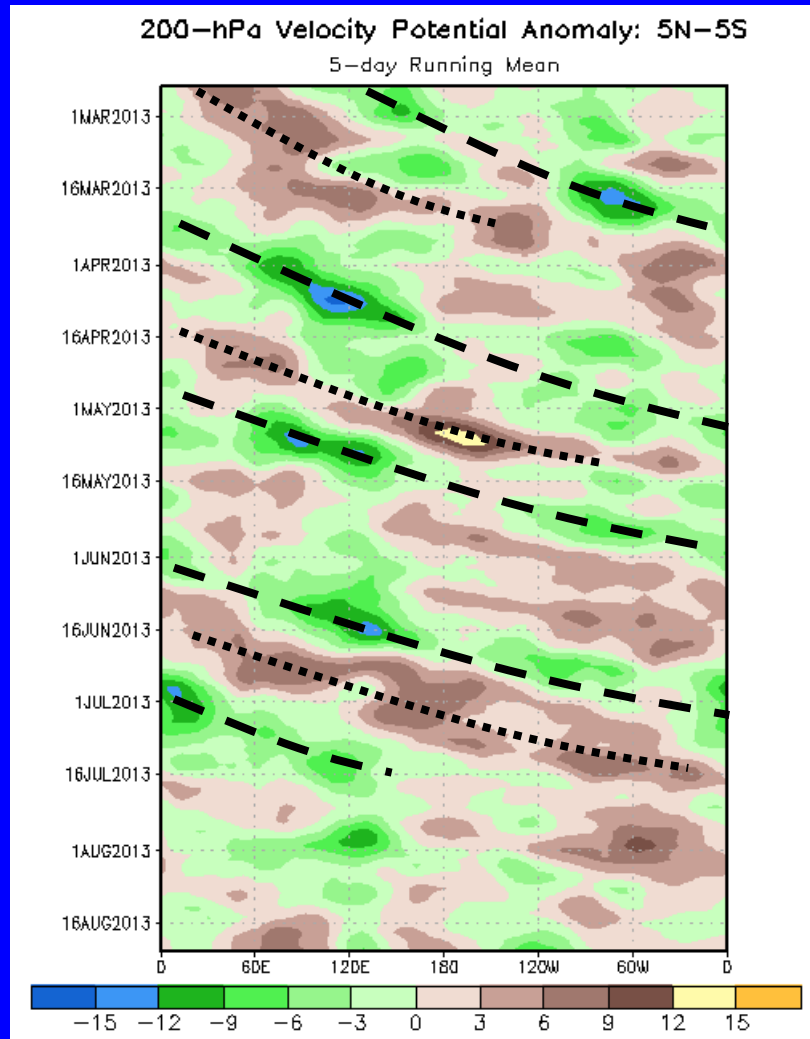 200-hPa Velocity Potential Anomaly: 5N-5S
5-day Running Mean
1MAR2013
16MAR2013
1APR2013
16APR2013
1MAY2013
16MAY2013
1JUN2013
16JUN2013
1JUL2013
16JUL2013
1AUG2013
16AUG2013
0 60E 120E 180 120W 60W 0
-15 -12 -9 -6 -3 0 3 6 9 12 15